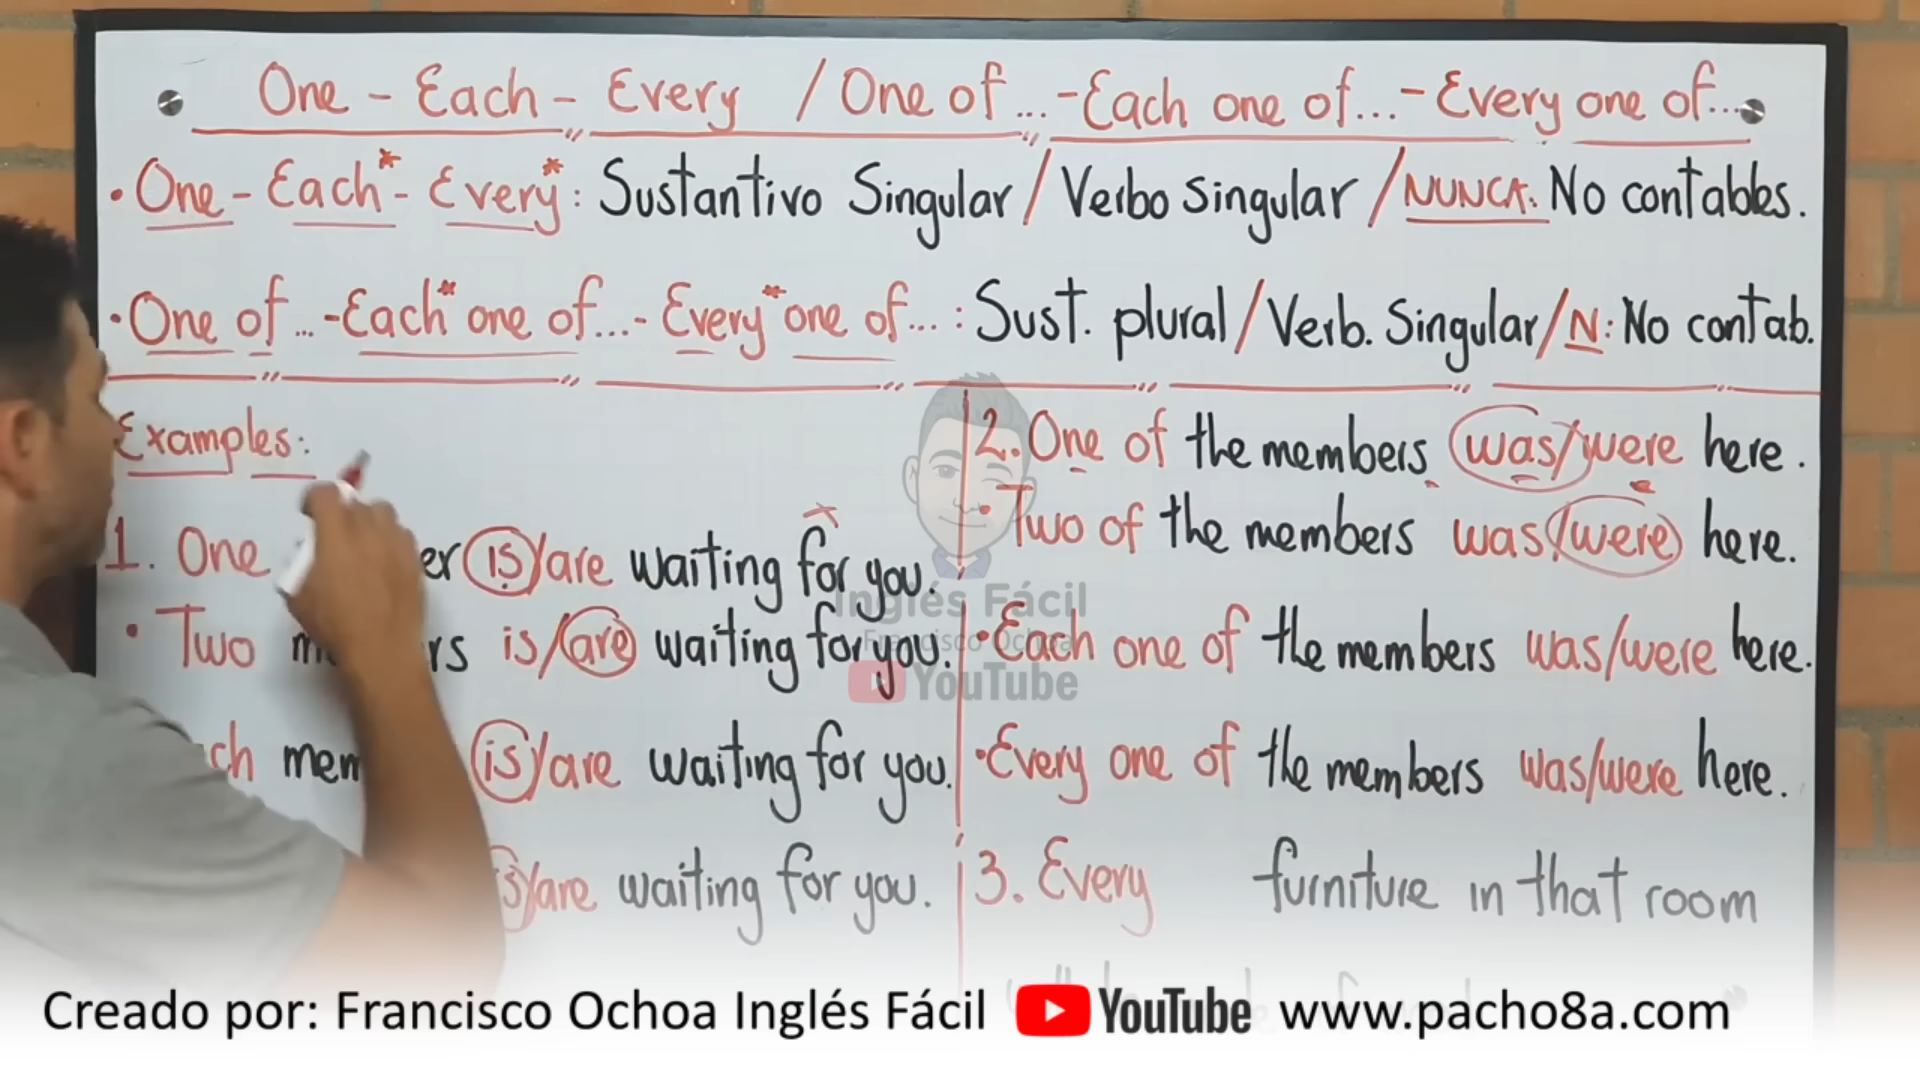 One - Each - Every / One of ... - Each one of... - Every one of...
• One - Each* - Every* : Sustantivo Singular / Verbo Singular / NUNCA: No contables.
• One of ... - Each* one of... - Every* one of... : Sust. plural / Verb. Singular / N: No contab.
Examples:
1. One is/are waiting for you.
• Two is/are waiting for you.
is/are waiting for you.
is/are waiting for you.
2. One of the members was/were here.
• Two of the members was/were here.
• Each one of the members was/were here.
• Every one of the members was/were here.
3. Every furniture in that room
Inglés Fácil
Francisco Ochoa
YouTube
Creado por: Francisco Ochoa Inglés Fácil YouTube www.pacho8a.com